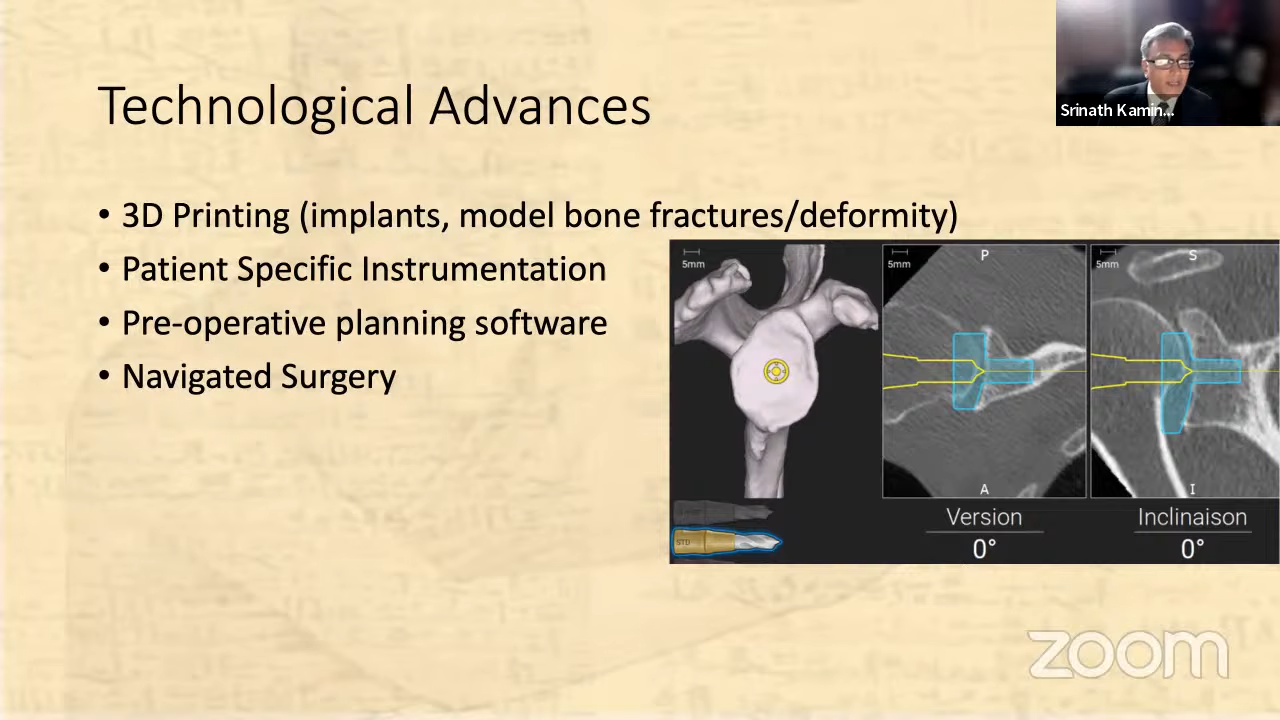 Technological Advances
Srinath Kamin...
• 3D Printing (implants, model bone fractures/deformity)
• Patient Specific Instrumentation
• Pre-operative planning software
• Navigated Surgery
5mm
5mm
P
5mm
S
A
I
STD
Version
0°
Inclinaison
0°
zoom